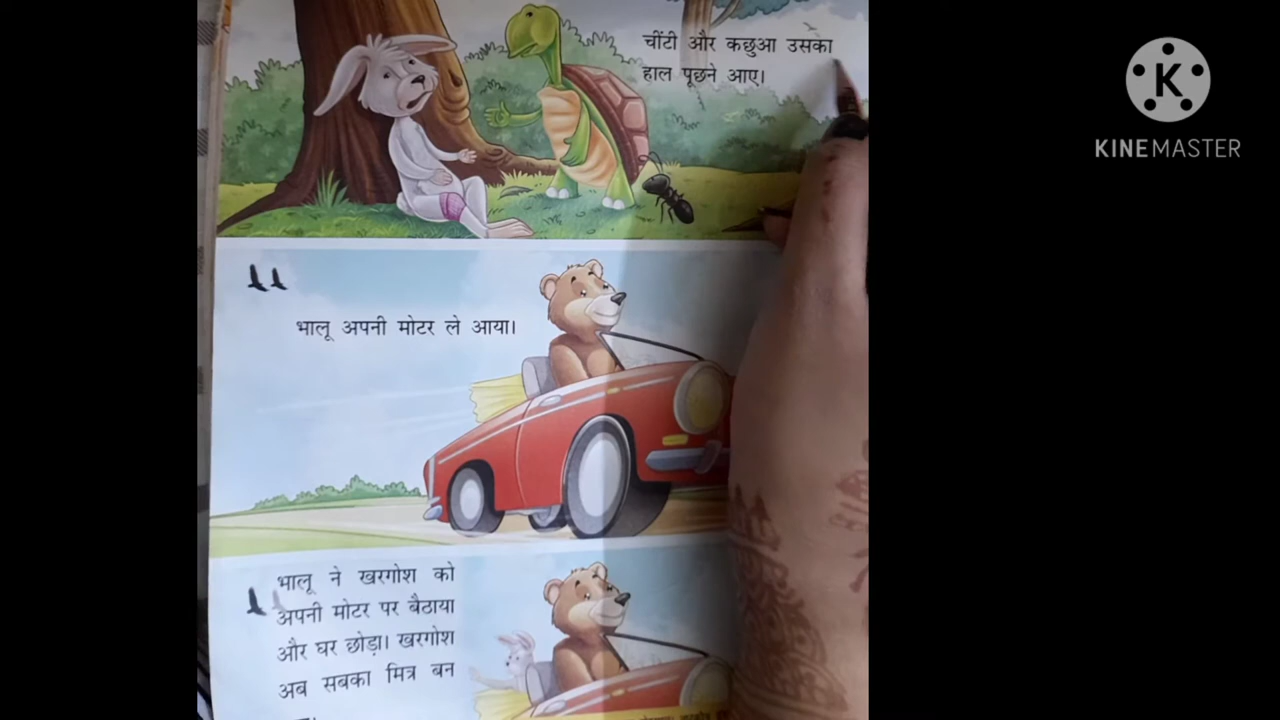 चींटी और कछुआ उसका
हाल पूछने आए।
K
KINEMASTER
भालू अपनी मोटर ले आया।
भालू ने खरगोश को
अपनी मोटर पर बैठाया
और घर छोड़ा। खरगोश
अब सबका मित्र बन